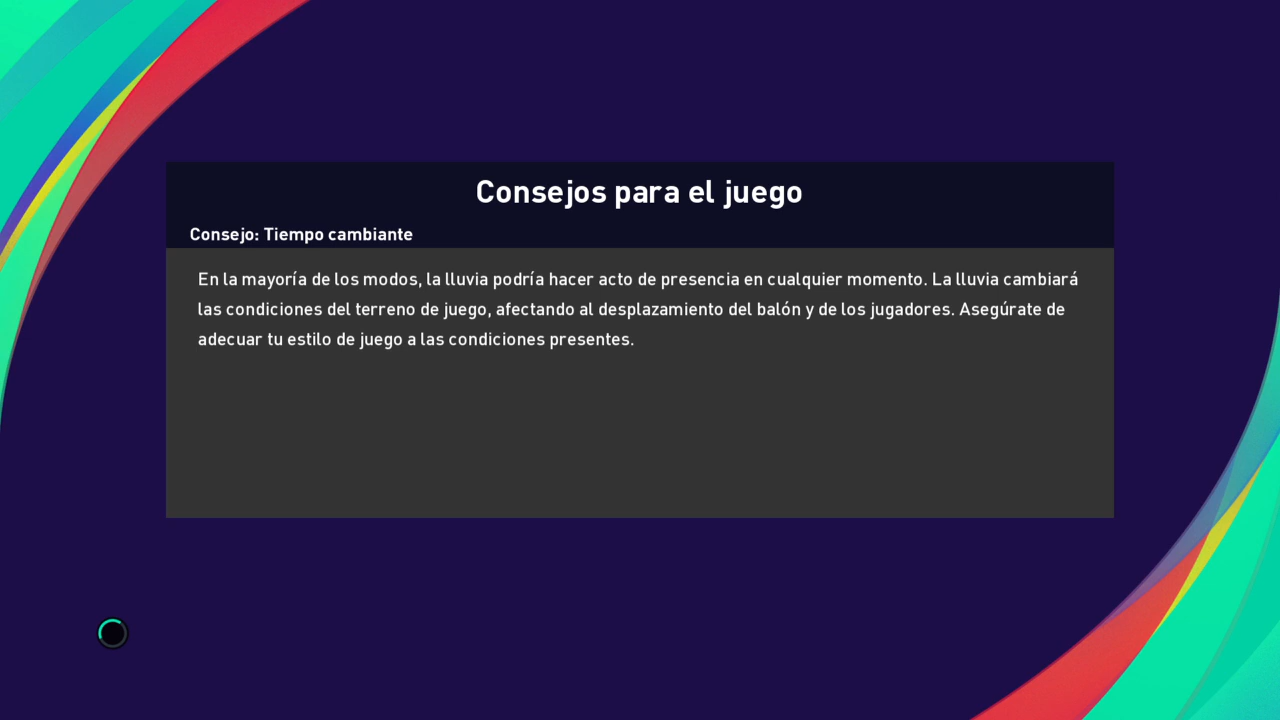 Consejos para el juego
Consejo: Tiempo cambiante
En la mayoría de los modos, la lluvia podría hacer acto de presencia en cualquier momento. La lluvia cambiará
las condiciones del terreno de juego, afectando al desplazamiento del balón y de los jugadores. Asegúrate de
adecuar tu estilo de juego a las condiciones presentes.